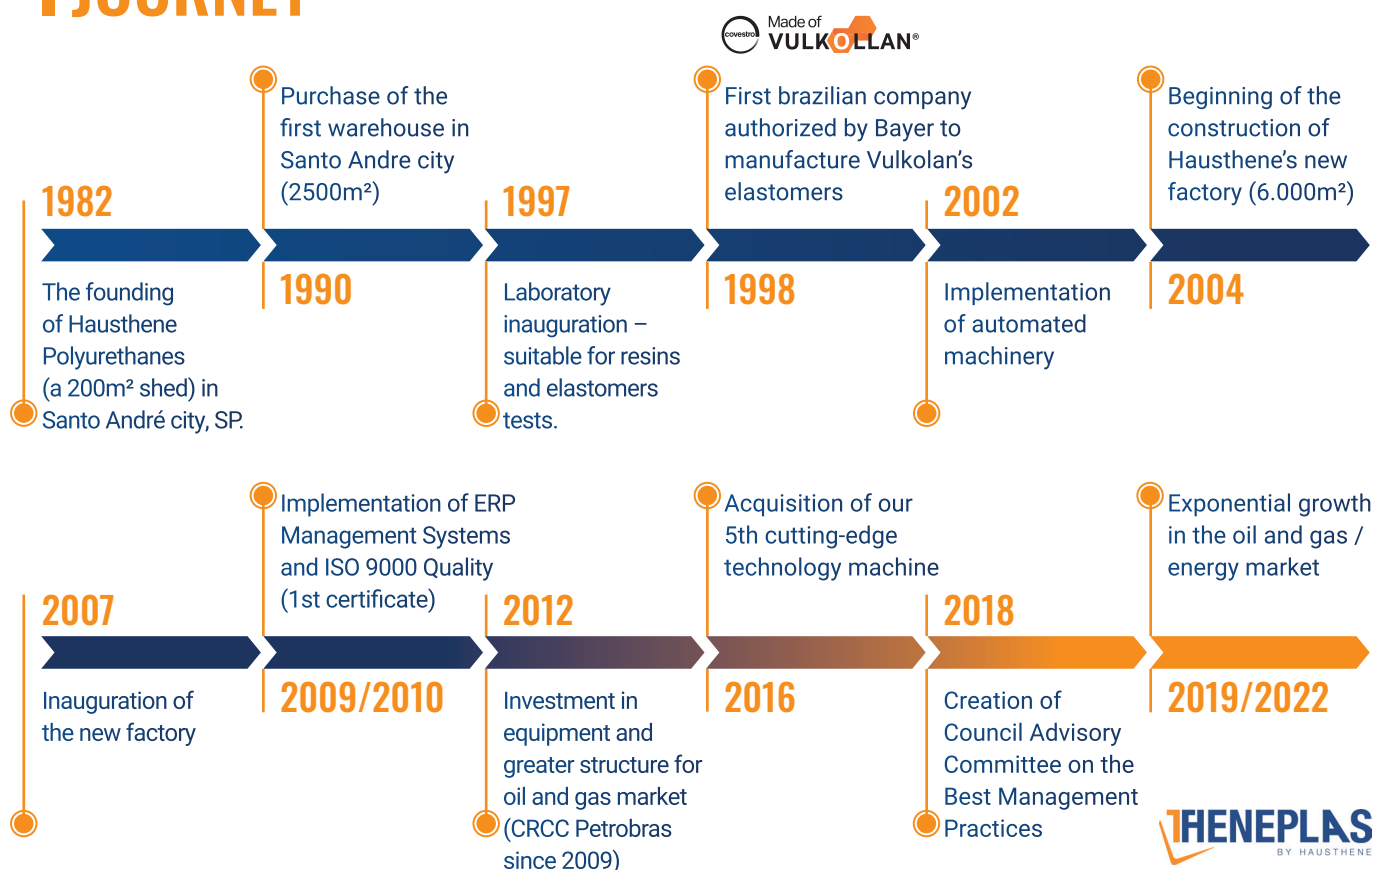 JOURNEY
covestro
Made of
VULKOLLAN®
Purchase of the
first warehouse in
Santo Andre city
(2500m²)
First brazilian company
authorized by Bayer to
manufacture Vulkolan’s
elastomers
Beginning of the
construction of
Hausthene’s new
factory (6.000m²)
1982
1997
2002
1990
1998
2004
The founding
of Hausthene
Polyurethanes
(a 200m² shed) in
Santo André city, SP.
Laboratory
inauguration –
suitable for resins
and elastomers
tests.
Implementation
of automated
machinery
Implementation of ERP
Management Systems
and ISO 9000 Quality
(1st certificate)
Acquisition of our
5th cutting-edge
technology machine
Exponential growth
in the oil and gas /
energy market
2007
2012
2018
2009/2010
2016
2019/2022
Inauguration of
the new factory
Investment in
equipment and
greater structure for
oil and gas market
(CRCC Petrobras
since 2009)
Creation of
Council Advisory
Committee on the
Best Management
Practices
THENEPLAS
BY HAUSTHENE